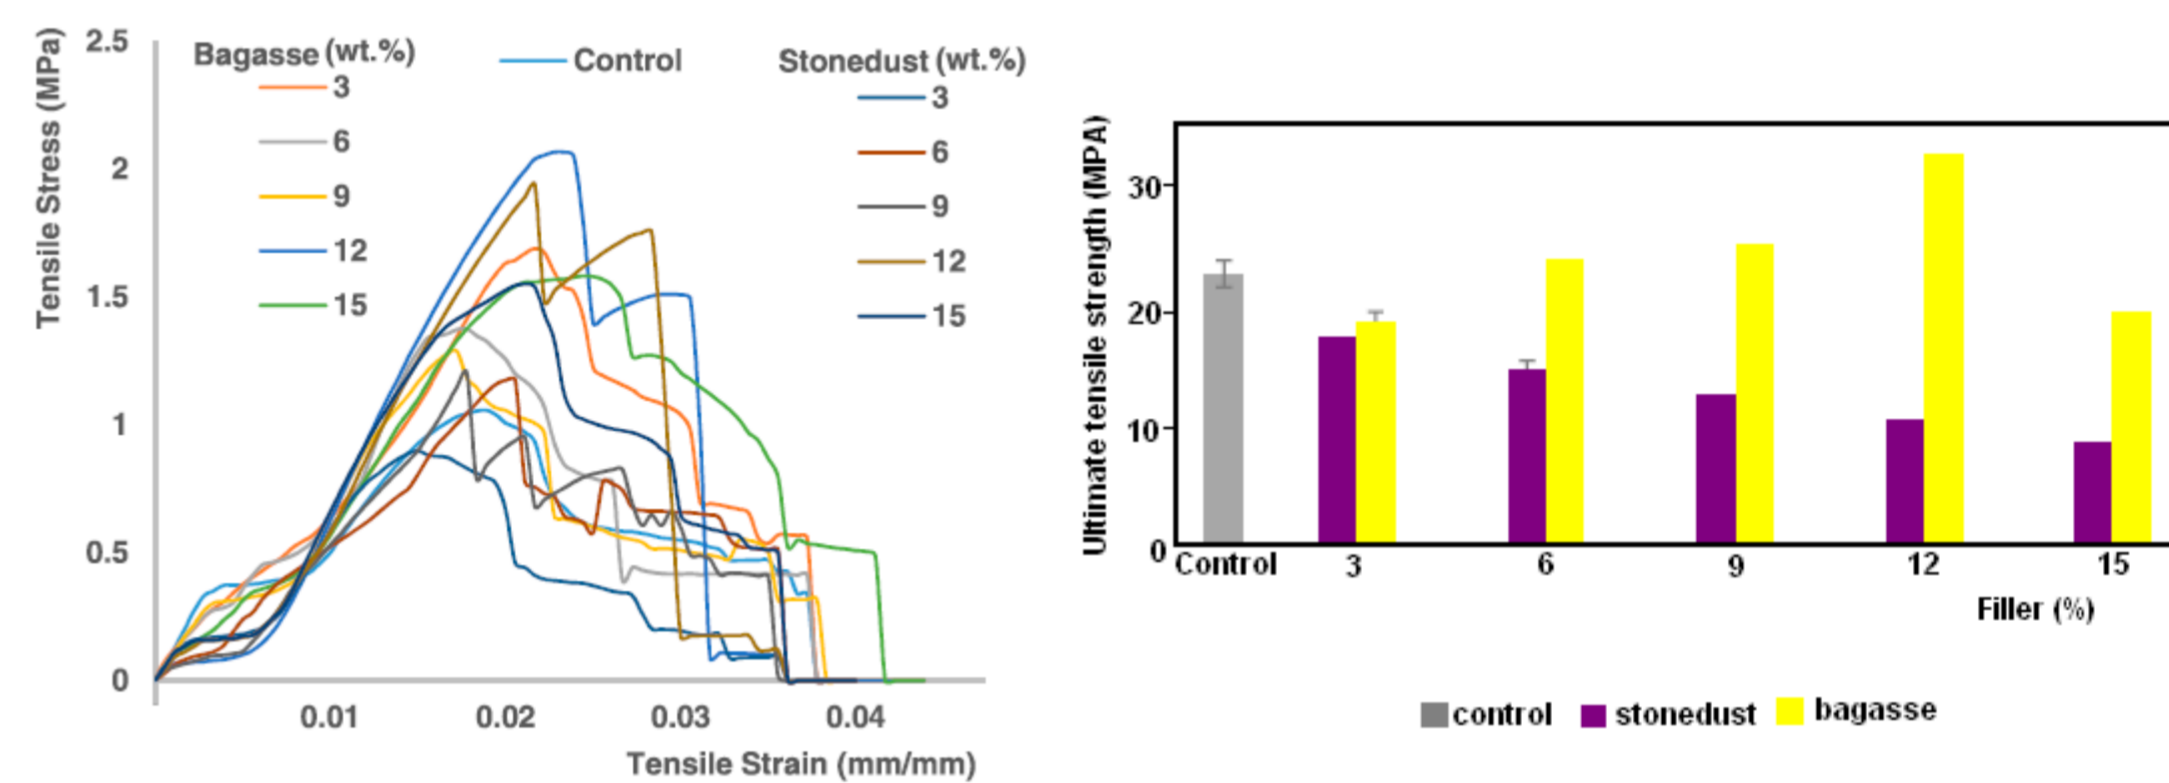 Tensile Stress (MPa)
2.5
2
1.5
1
0.5
0
Bagasse (wt.%)
3
6
9
12
15
Control
Stonedust (wt.%)
3
6
9
12
15
0.01 0.02 0.03 0.04
Tensile Strain (mm/mm)
Ultimate tensile strength (MPA)
30
20
10
0
Control 3 6 9 12 15
Filler (%)
control stonedust bagasse